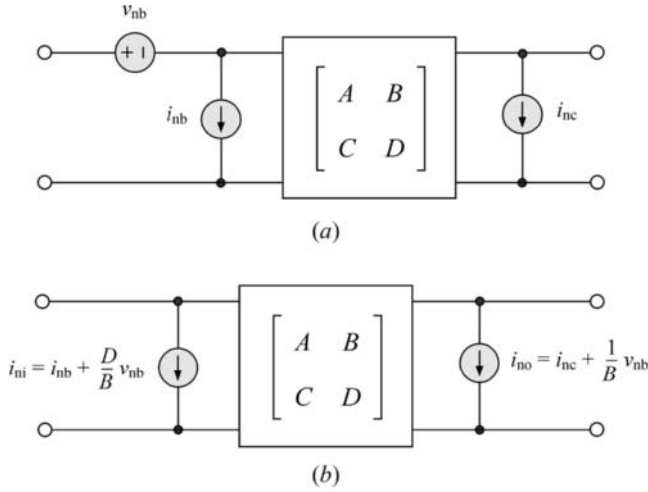 v_nb
+ −
i_nb
A B
C D
i_nc
(a)
i_ni = i_nb + D/B v_nb
A B
C D
i_no = i_nc + 1/B v_nb
(b)